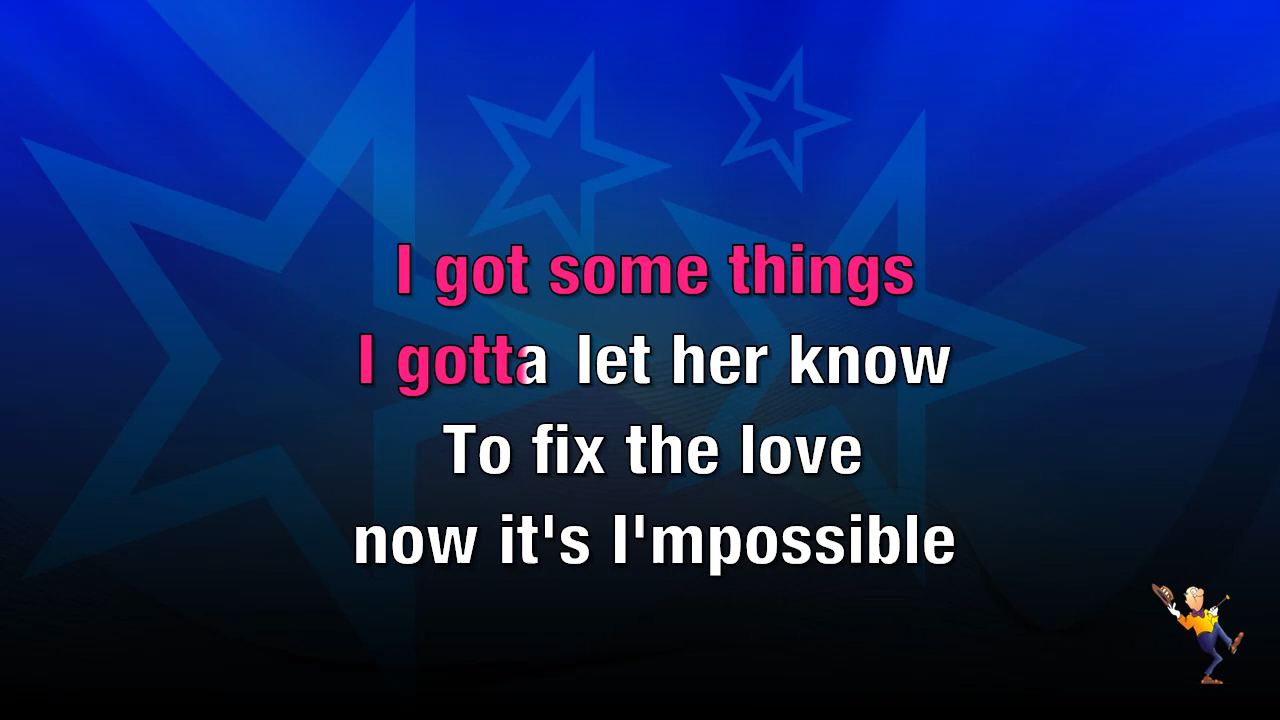 I got some things
I gotta let her know
To fix the love
now it's I'mpossible